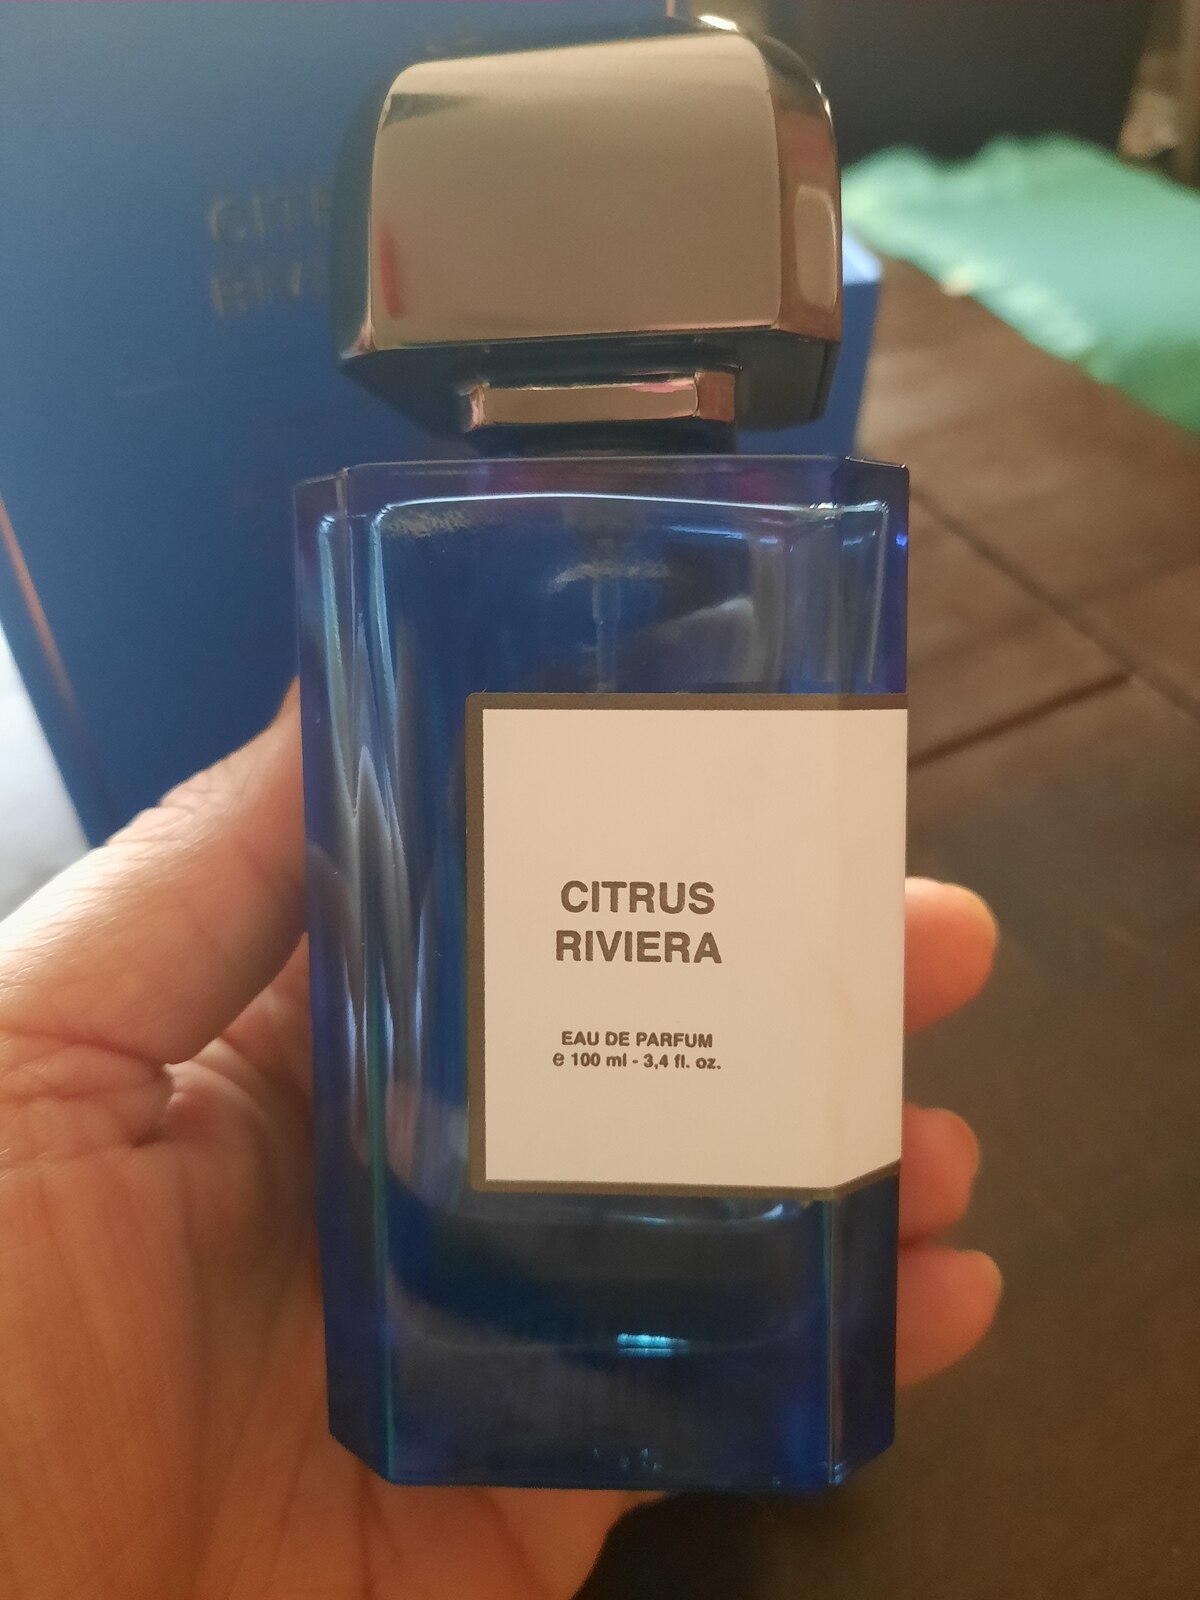 CITRUS
RIVIERA
EAU DE PARFUM
e 100 ml - 3,4 fl. oz.